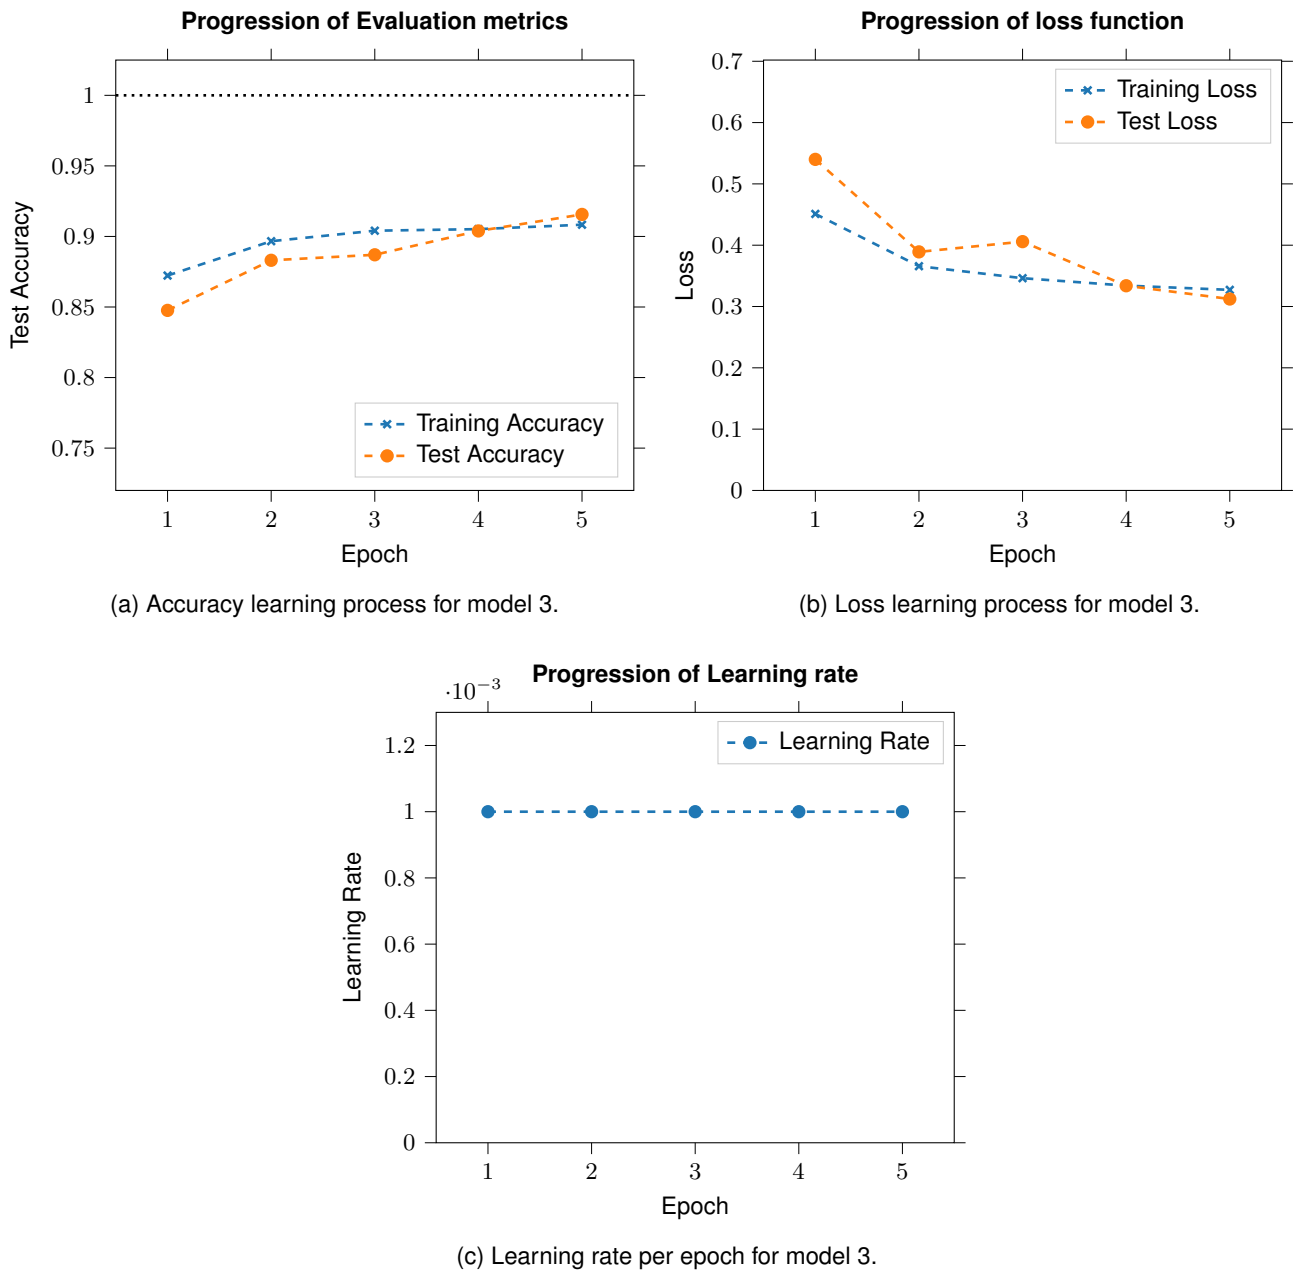 Progression of Evaluation metrics
1
0.95
0.9
0.85
0.8
0.75
Test Accuracy
Training Accuracy
Test Accuracy
1 2 3 4 5
Epoch
(a) Accuracy learning process for model 3.
Progression of loss function
0.7
0.6
0.5
0.4
0.3
0.2
0.1
0
Loss
Training Loss
Test Loss
1 2 3 4 5
Epoch
(b) Loss learning process for model 3.
Progression of Learning rate
·10⁻³
1.2
1
0.8
0.6
0.4
0.2
0
Learning Rate
Learning Rate
1 2 3 4 5
Epoch
(c) Learning rate per epoch for model 3.